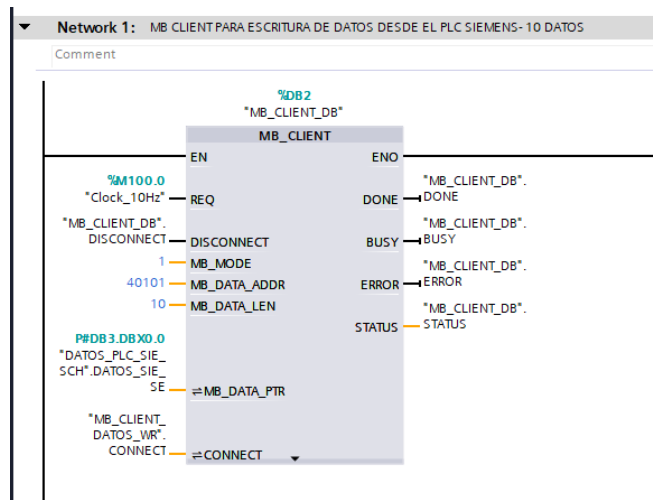 Network 1: MB CLIENT PARA ESCRITURA DE DATOS DESDE EL PLC SIEMENS- 10 DATOS
Comment
%DB2
"MB_CLIENT_DB"
MB_CLIENT
EN ENO
%M100.0
"Clock_10Hz" REQ
"MB_CLIENT_DB".
DONE DONE
"MB_CLIENT_DB".
DISCONNECT DISCONNECT
"MB_CLIENT_DB".
BUSY BUSY
1 MB_MODE
40101 MB_DATA_ADDR
"MB_CLIENT_DB".
ERROR ERROR
10 MB_DATA_LEN
"MB_CLIENT_DB".
STATUS STATUS
P#DB3.DBX0.0
"DATOS_PLC_SIE_
SCH".DATOS_SIE_
SE MB_DATA_PTR
"MB_CLIENT_
DATOS_WR".
CONNECT CONNECT